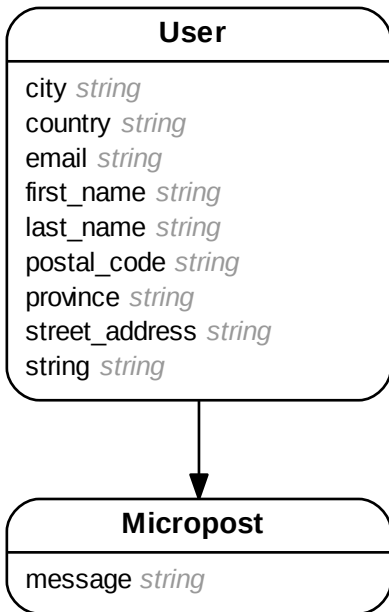 User
city string
country string
email string
first_name string
last_name string
postal_code string
province string
street_address string
string string
Micropost
message string